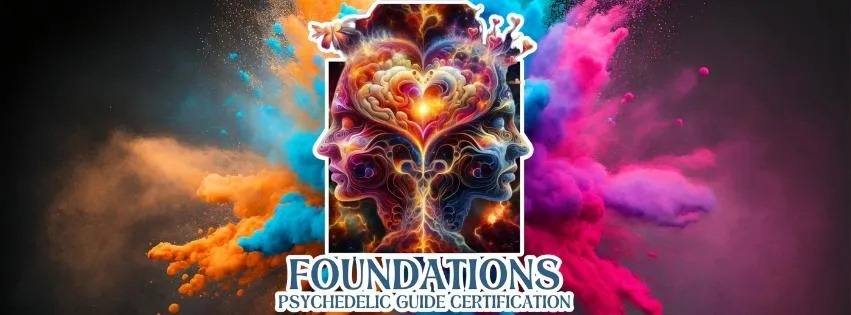 FOUNDATIONS
PSYCHEDELIC GUIDE CERTIFICATION